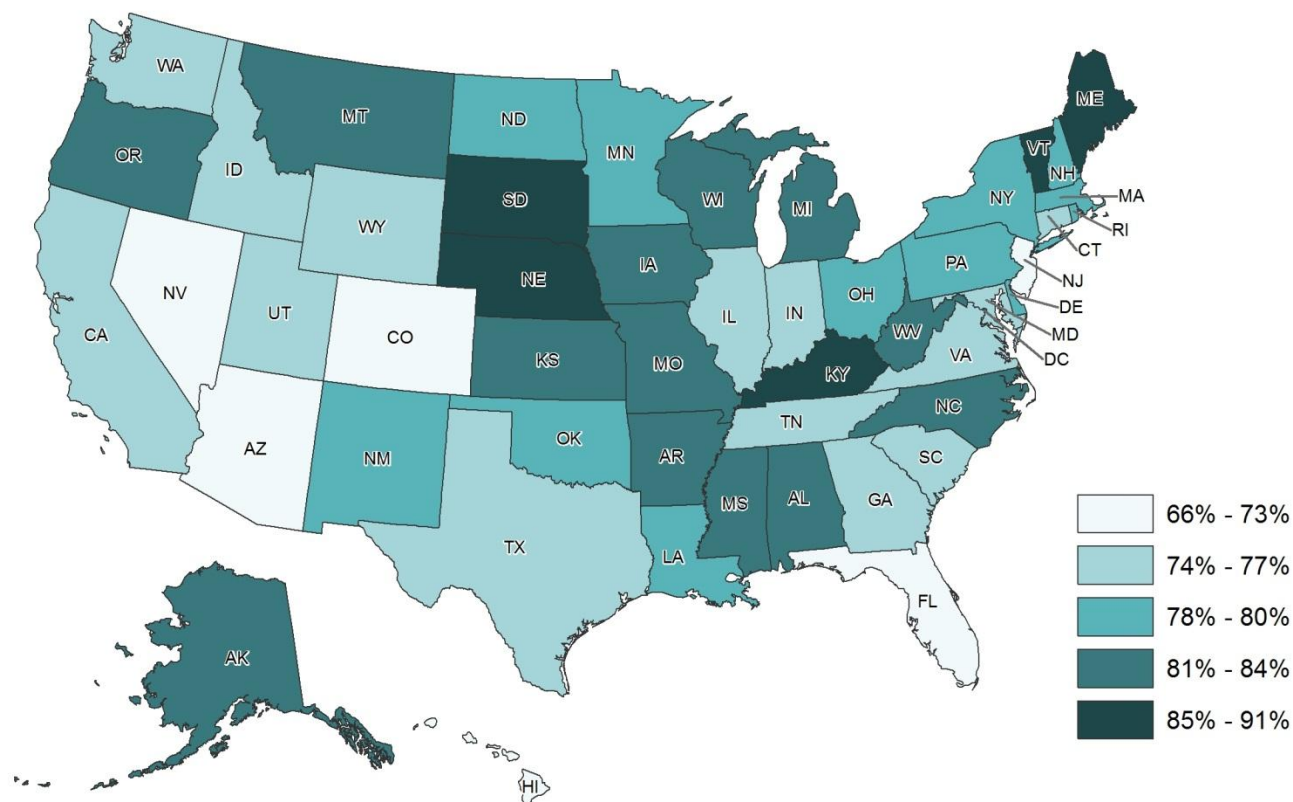 WA
ME
MT
ND
VT
MN
OR
NH
ID
MA
SD
WI
NY
MI
WY
RI
CT
IA
PA
NE
NJ
NV
OH
DE
IL
IN
UT
MD
CA
CO
WV
DC
VA
KS
MO
KY
NC
TN
OK
AZ
AR
NM
SC
MS
AL
GA
TX
LA
FL
AK
HI
66% - 73%
74% - 77%
78% - 80%
81% - 84%
85% - 91%